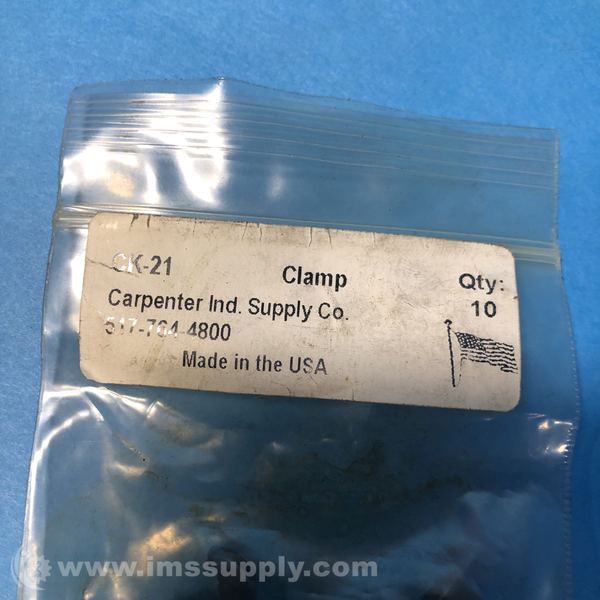 CK-21 Clamp Qty:
Carpenter Ind. Supply Co. 10
517-764-4800
Made in the USA
www.imssupply.com